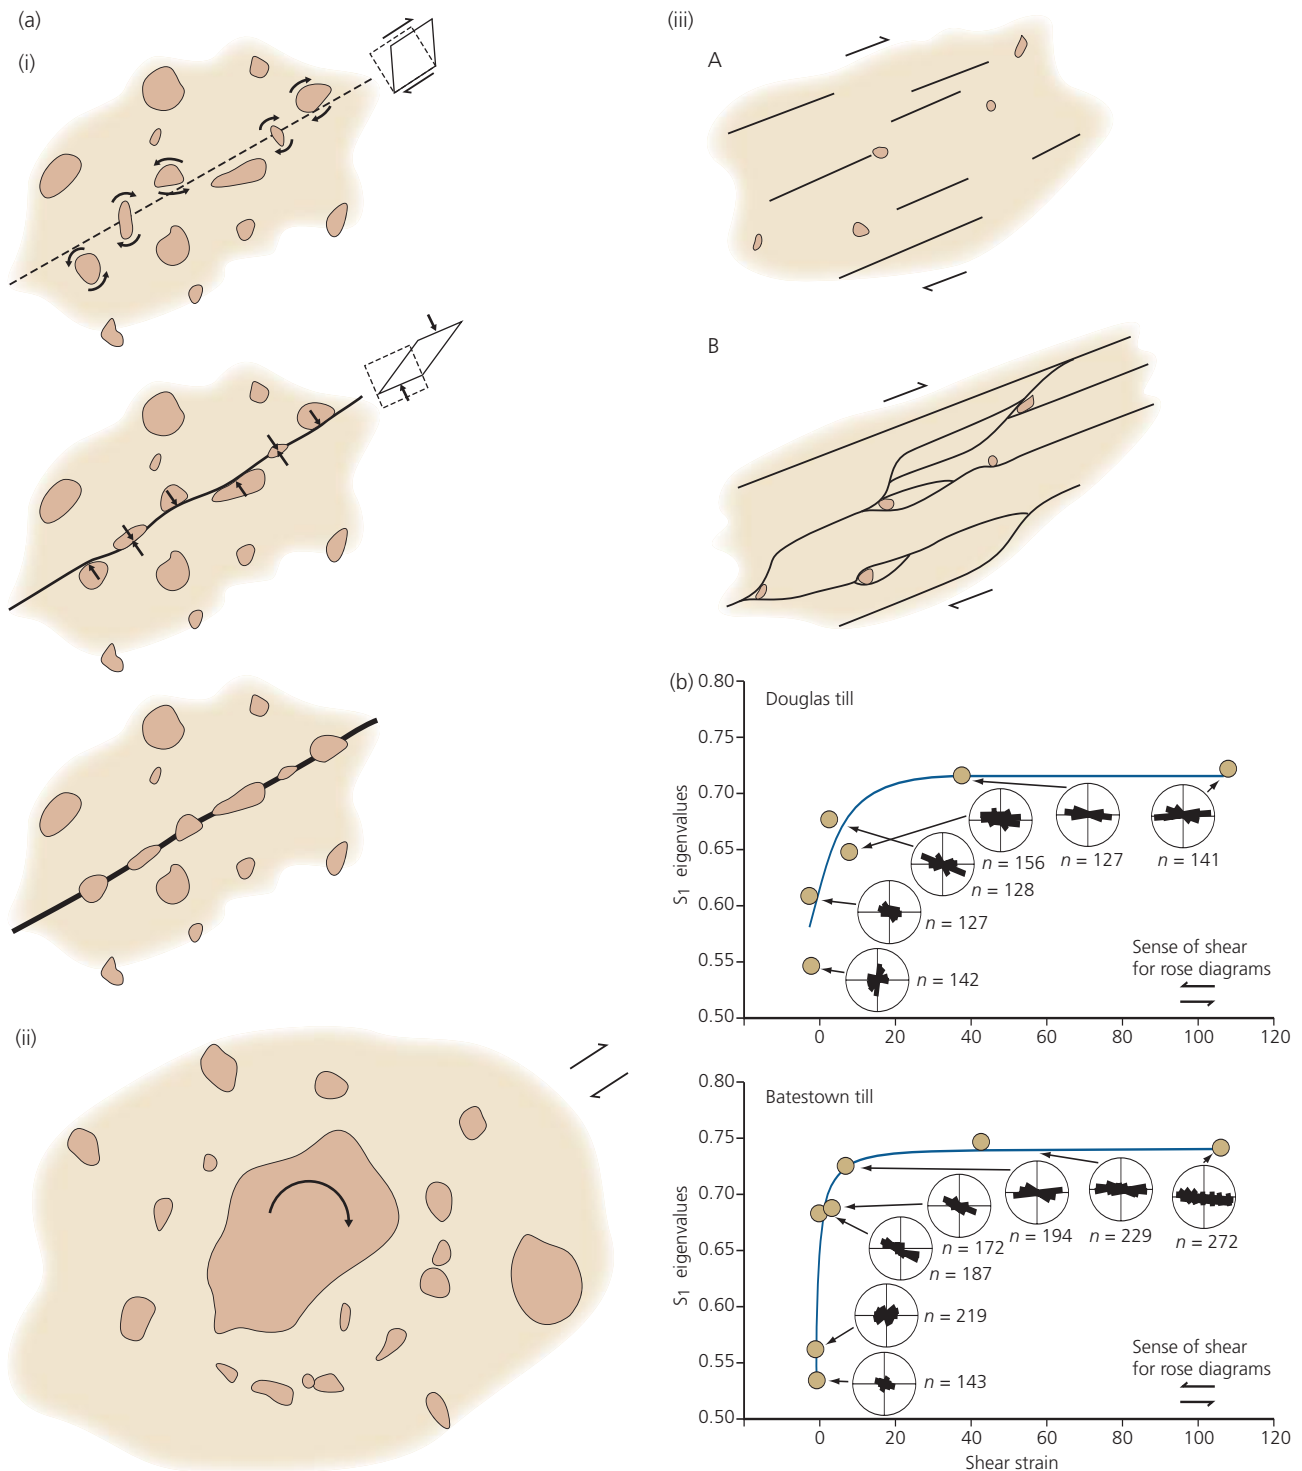 (a)
(i)
(ii)
(iii)
A
B
(b)
0.80
0.75
0.70
0.65
0.60
0.55
0.50
S1 eigenvalues
Douglas till
n = 156
n = 127
n = 141
n = 128
n = 127
n = 142
Sense of shear
for rose diagrams
0 20 40 60 80 100 120
0.80
0.75
0.70
0.65
0.60
0.55
0.50
S1 eigenvalues
Batestown till
n = 172
n = 194
n = 229
n = 272
n = 187
n = 219
n = 143
Sense of shear
for rose diagrams
0 20 40 60 80 100 120
Shear strain